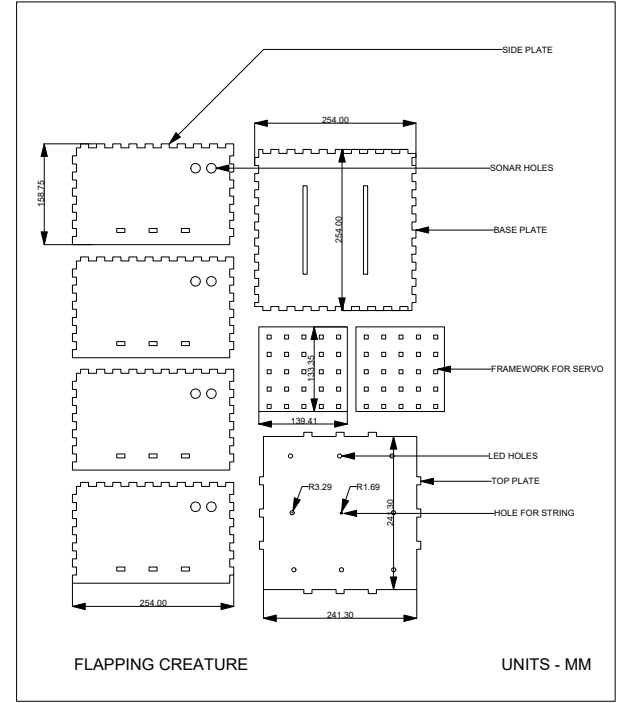 SIDE PLATE
254.00
158.75
SONAR HOLES
254.00
BASE PLATE
133.35
FRAMEWORK FOR SERVO
139.41
LED HOLES
TOP PLATE
R3.29
R1.69
241.30
HOLE FOR STRING
254.00
241.30
FLAPPING CREATURE
UNITS - MM